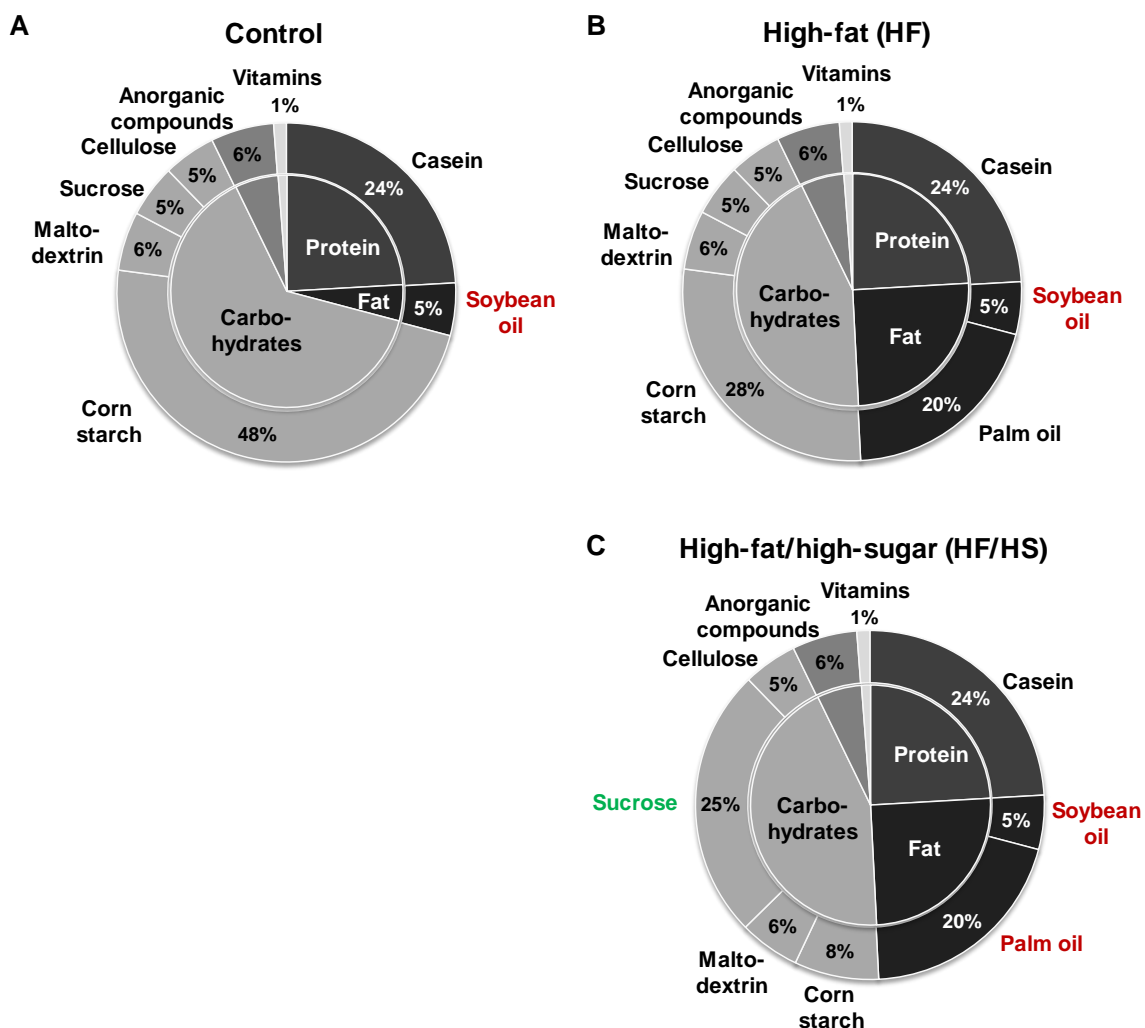 A
Control
Vitamins
1%
Anorganic
compounds
6%
Cellulose
5%
Sucrose
5%
Malto-
dextrin
6%
Casein
24%
Protein
Fat
5%
Soybean
oil
Carbo-
hydrates
Corn
starch
48%
B
High-fat (HF)
Vitamins
1%
Anorganic
compounds
6%
Cellulose
5%
Sucrose
5%
Malto-
dextrin
6%
Casein
24%
Protein
Soybean
oil
5%
Carbo-
hydrates
Fat
Corn
starch
28%
20%
Palm oil
C
High-fat/high-sugar (HF/HS)
Vitamins
1%
Anorganic
compounds
6%
Cellulose
5%
Casein
24%
Protein
Sucrose
25%
Carbo-
hydrates
Soybean
oil
5%
Fat
20%
Palm oil
Malto-
dextrin
6%
8%
Corn
starch